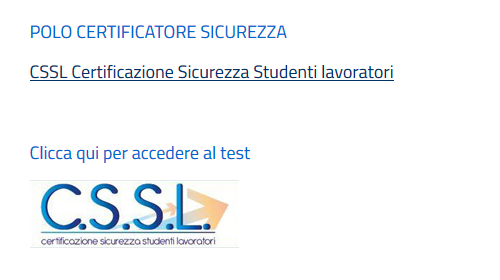 POLO CERTIFICATORE SICUREZZA
CSSL Certificazione Sicurezza Studenti lavoratori
Clicca qui per accedere al test
C.S.S.L.
certificazione sicurezza studenti lavoratori